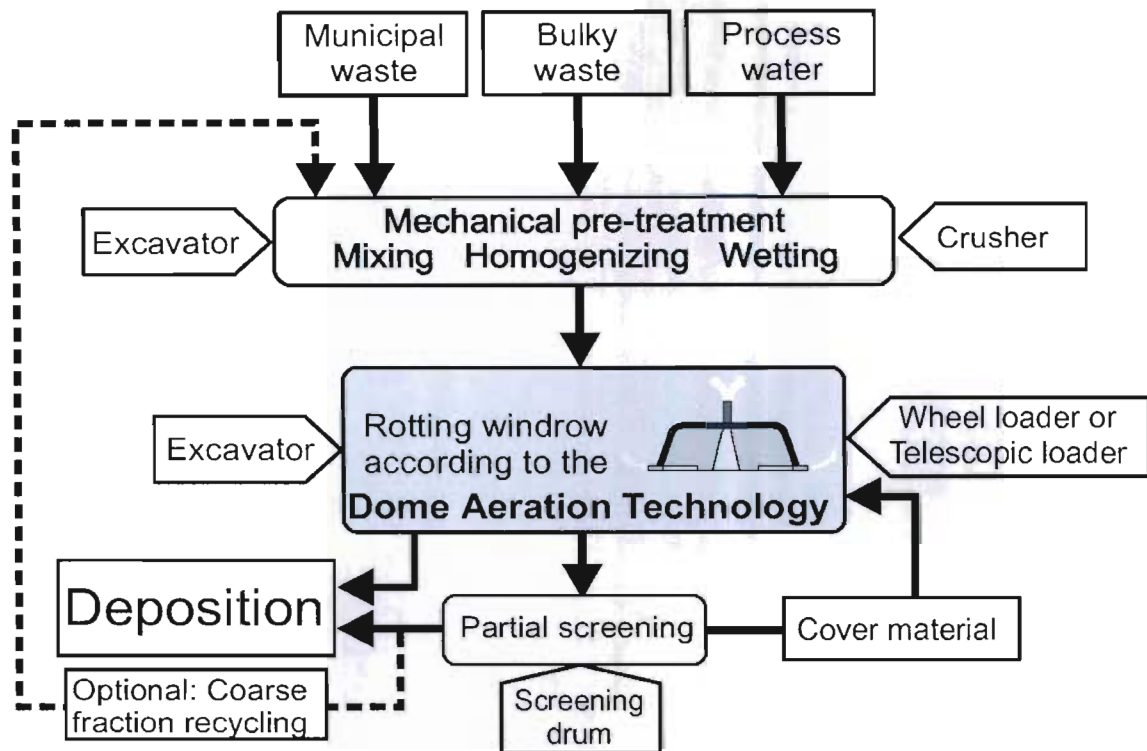 Municipal
waste
Bulky
waste
Process
water
Excavator
Mechanical pre-treatment
Mixing Homogenizing Wetting
Crusher
Excavator
Rotting windrow
according to the
Dome Aeration Technology
Wheel loader or
Telescopic loader
Deposition
Partial screening
Cover material
Optional: Coarse
fraction recycling
Screening
drum